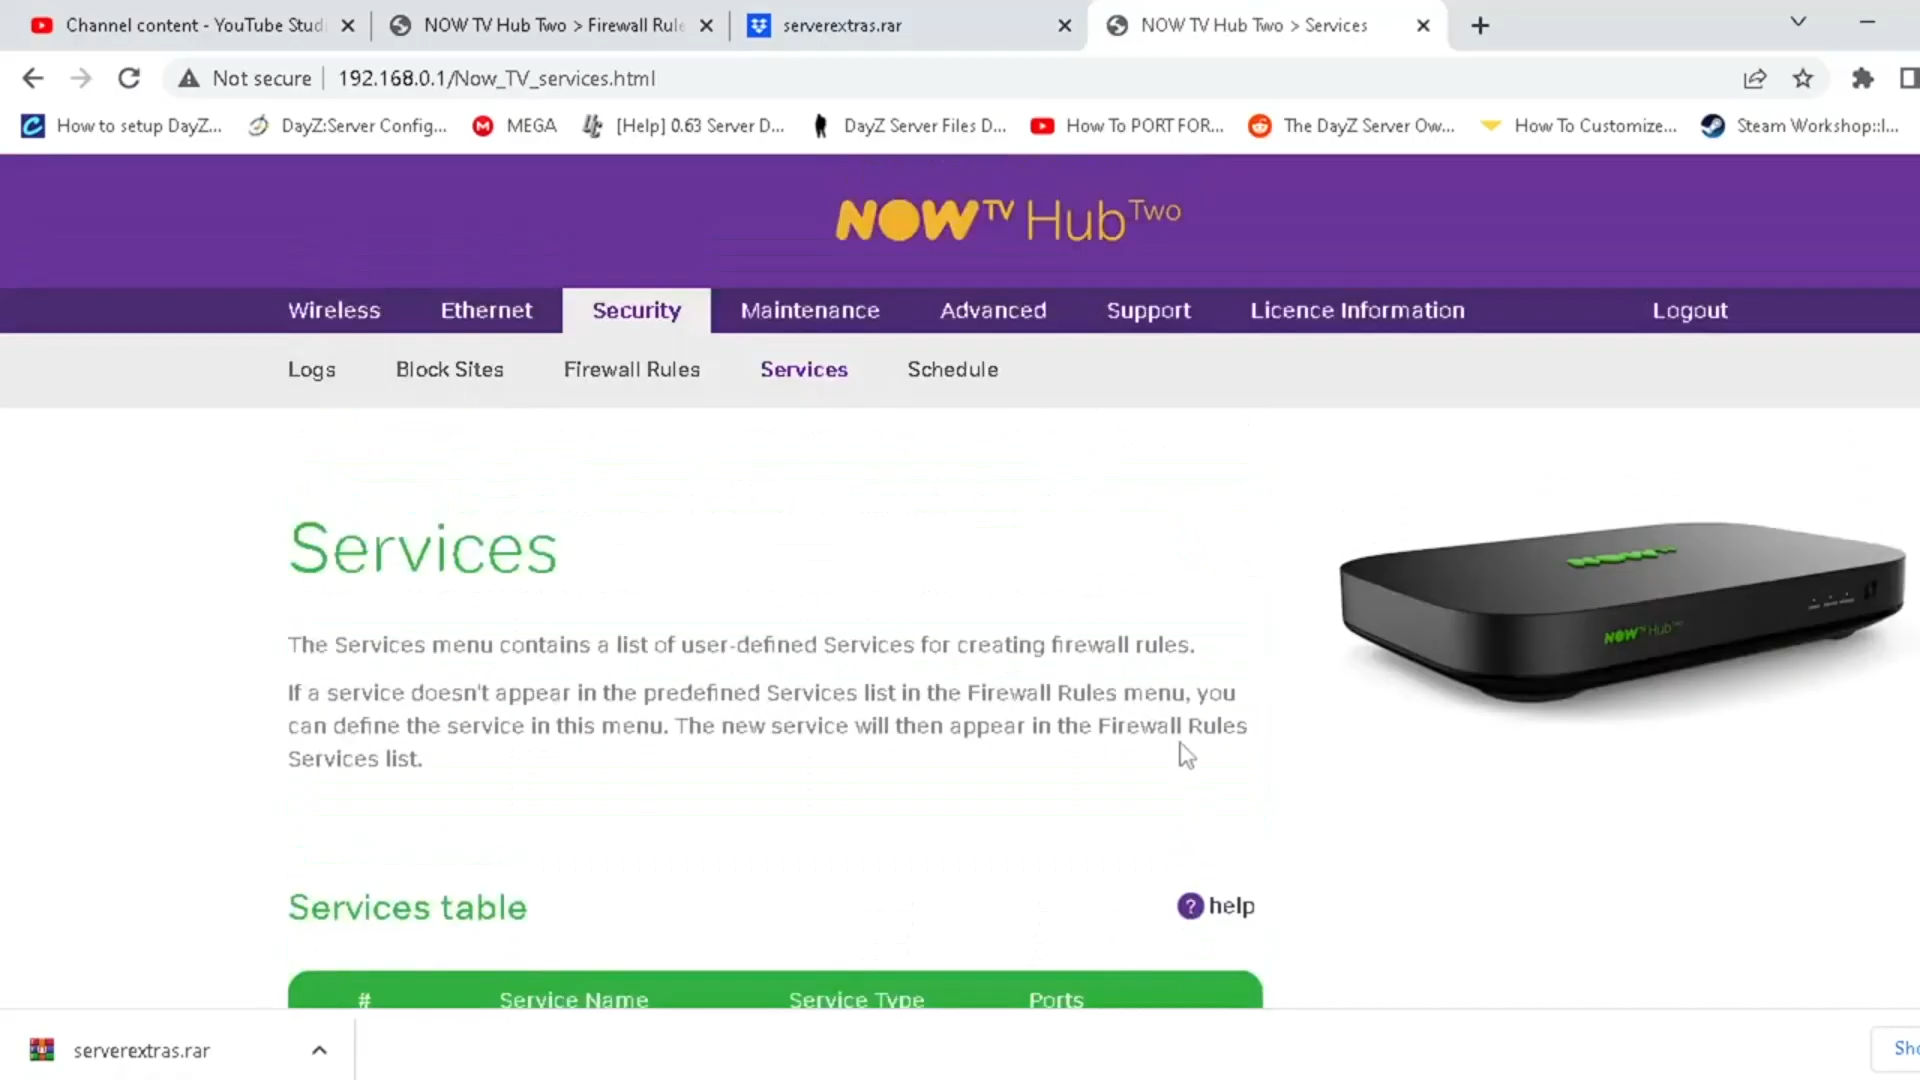 Channel content - YouTube Stud
NOW TV Hub Two > Firewall Rule
serverextras.rar
NOW TV Hub Two > Services
Not secure
192.168.0.1/Now_TV_services.html
How to setup DayZ...
DayZ:Server Config...
MEGA
[Help] 0.63 Server D...
DayZ Server Files D...
How To PORT FOR...
The DayZ Server Ow...
How To Customize...
Steam Workshop::I...
NOW TV Hub Two
Wireless
Ethernet
Security
Maintenance
Advanced
Support
Licence Information
Logout
Logs
Block Sites
Firewall Rules
Services
Schedule
Services
The Services menu contains a list of user-defined Services for creating firewall rules.
If a service doesn't appear in the predefined Services list in the Firewall Rules menu, you
can define the service in this menu. The new service will then appear in the Firewall Rules
Services list.
NOW TV Hub
Services table
? help
# Service Name Service Type Ports
serverextras.rar
Sho